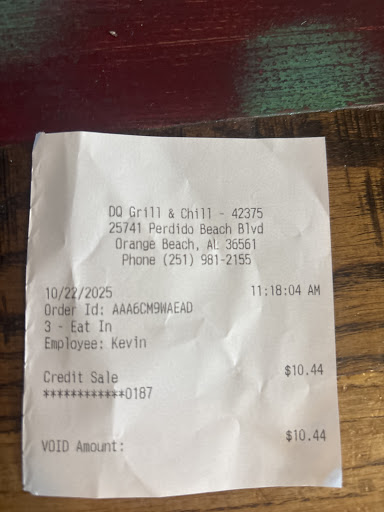 DQ Grill & Chill - 42375
25741 Perdido Beach Blvd
Orange Beach, AL 36561
Phone (251) 981-2155
10/22/2025 11:18:04 AM
Order Id: AAA6CM9WAEAD
3 - Eat In
Employee: Kevin
Credit Sale $10.44
************0187
VOID Amount: $10.44